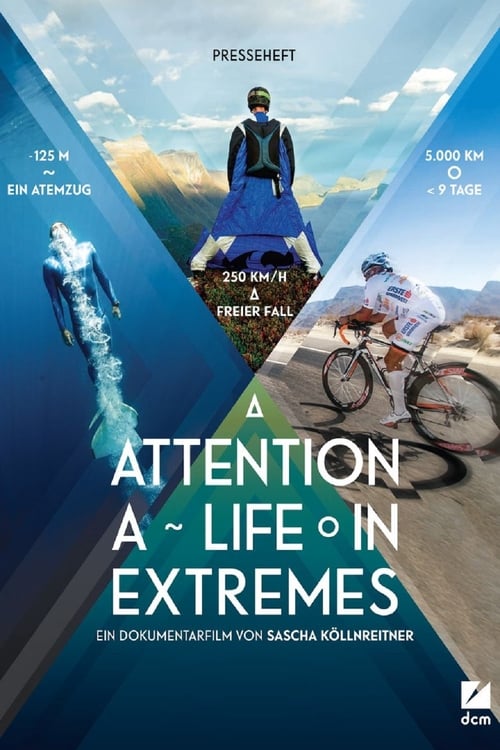 PRESSEHEFT
-125 M
~
EIN ATEMZUG
5.000 KM
O
< 9 TAGE
250 KM/H
Δ
FREIER FALL
Δ
ATTENTION
A ~ LIFE o IN
EXTREMES
EIN DOKUMENTARFILM VON SASCHA KÖLLNREITNER
dcm